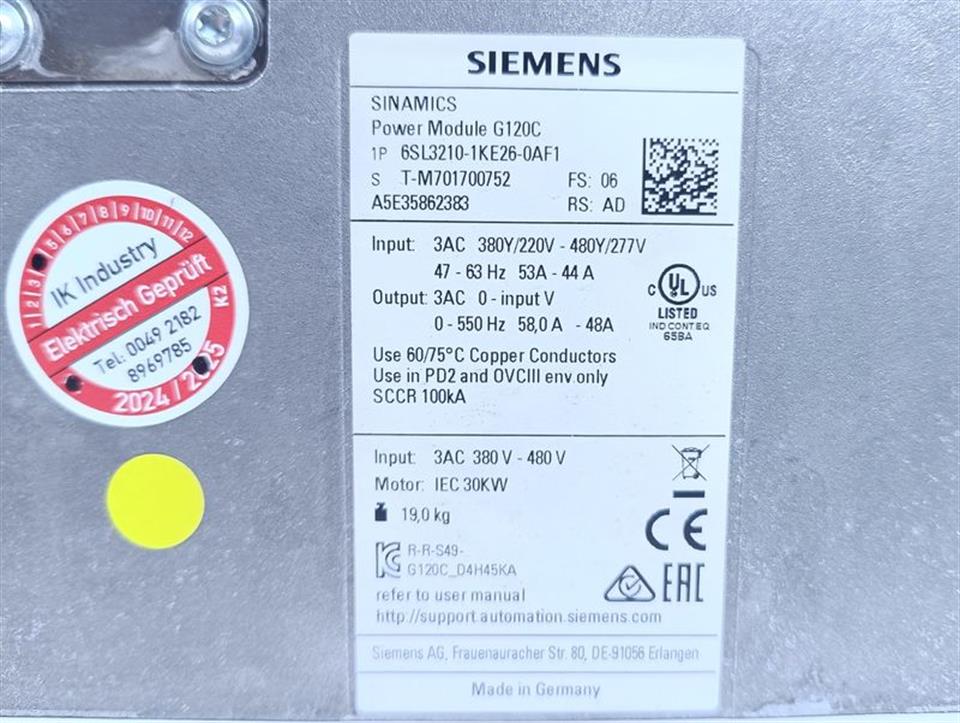 SIEMENS
SINAMICS
Power Module G120C
1P 6SL3210-1KE26-0AF1
S T-M701700752 FS: 06
A5E35862383 RS: AD
Input: 3AC 380Y/220V - 480Y/277V
47 - 63 Hz 53A - 44 A
Output: 3AC 0 - input V
0 - 550 Hz 58,0 A - 48A
C UL US
LISTED
IND CONT EQ
65BA
Use 60/75°C Copper Conductors
Use in PD2 and OVCIII env.only
SCCR 100kA
Input: 3AC 380 V - 480 V
Motor: IEC 30KW
19,0 kg
CE
R-R-S49-
G120C_D4H45KA
EAC
refer to user manual
http://support.automation.siemens.com
Siemens AG, Frauenauracher Str. 80, DE-91056 Erlangen
Made in Germany
1 2 3 5 6 7 8 9 10 11 12
IK Industry
Elektrisch Geprüft
K2
Tel: 0049 2182
8969785
2024 / 2025